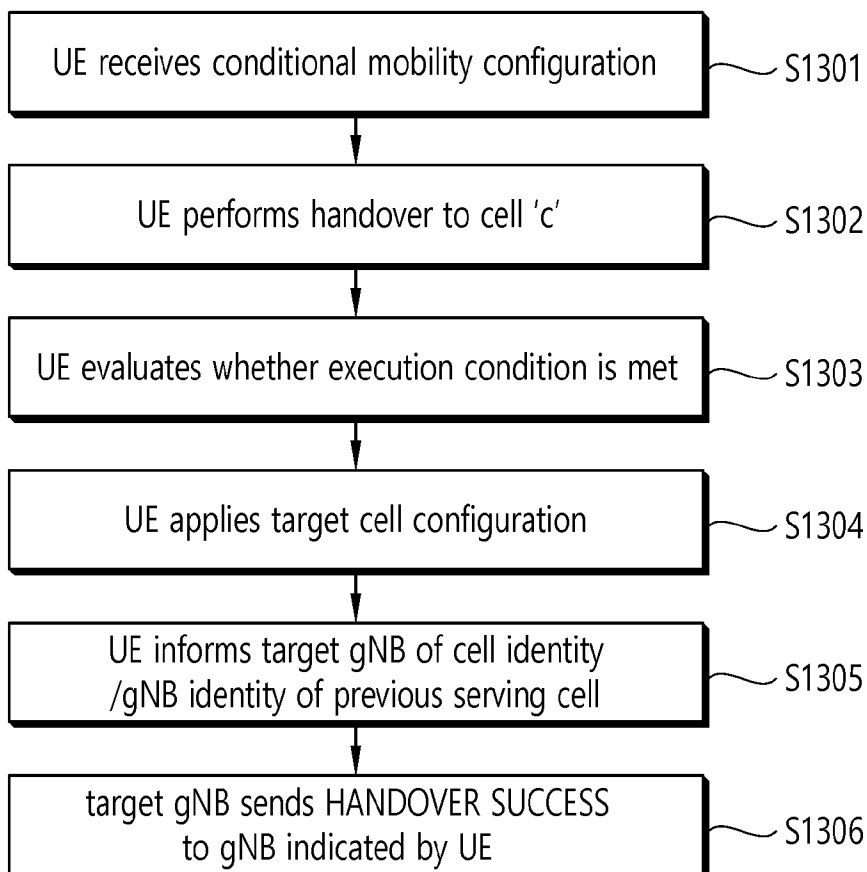 UE receives conditional mobility configuration
S1301
UE performs handover to cell 'c'
S1302
UE evaluates whether execution condition is met
S1303
UE applies target cell configuration
S1304
UE informs target gNB of cell identity
/gNB identity of previous serving cell
S1305
target gNB sends HANDOVER SUCCESS
to gNB indicated by UE
S1306